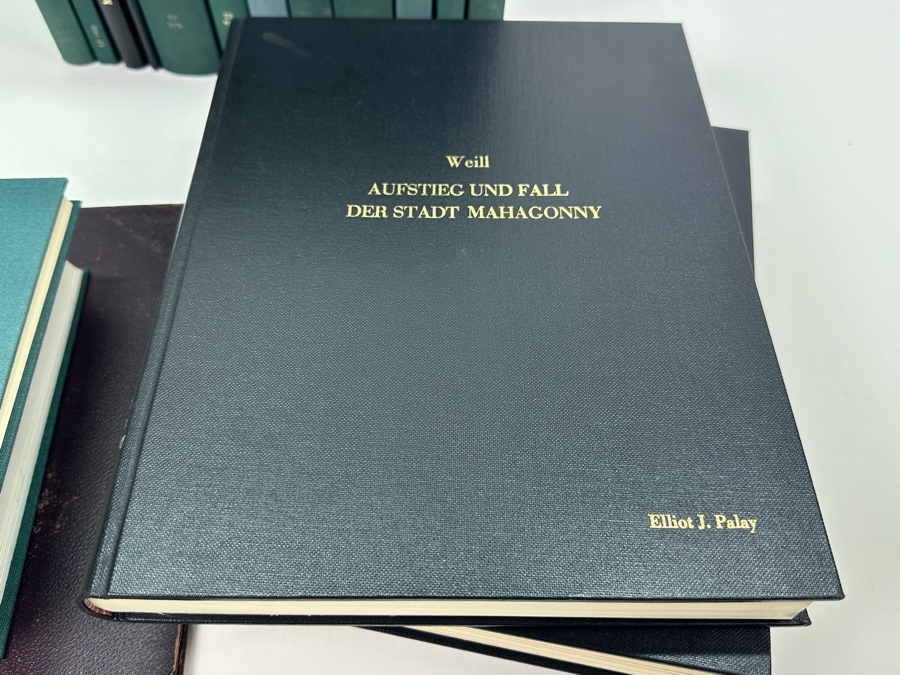 Weill
AUFSTIEG UND FALL
DER STADT MAHAGONNY
Elliot J. Palay